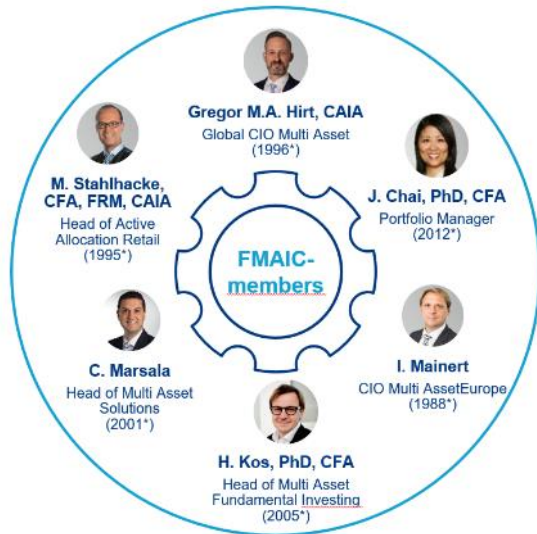 Gregor M.A. Hirt, CAIA
Global CIO Multi Asset
(1996*)
M. Stahlhacke,
CFA, FRM, CAIA
Head of Active
Allocation Retail
(1995*)
J. Chai, PhD, CFA
Portfolio Manager
(2012*)
FMAIC-
members
C. Marsala
Head of Multi Asset
Solutions
(2001*)
I. Mainert
CIO Multi AssetEurope
(1988*)
H. Kos, PhD, CFA
Head of Multi Asset
Fundamental Investing
(2005*)